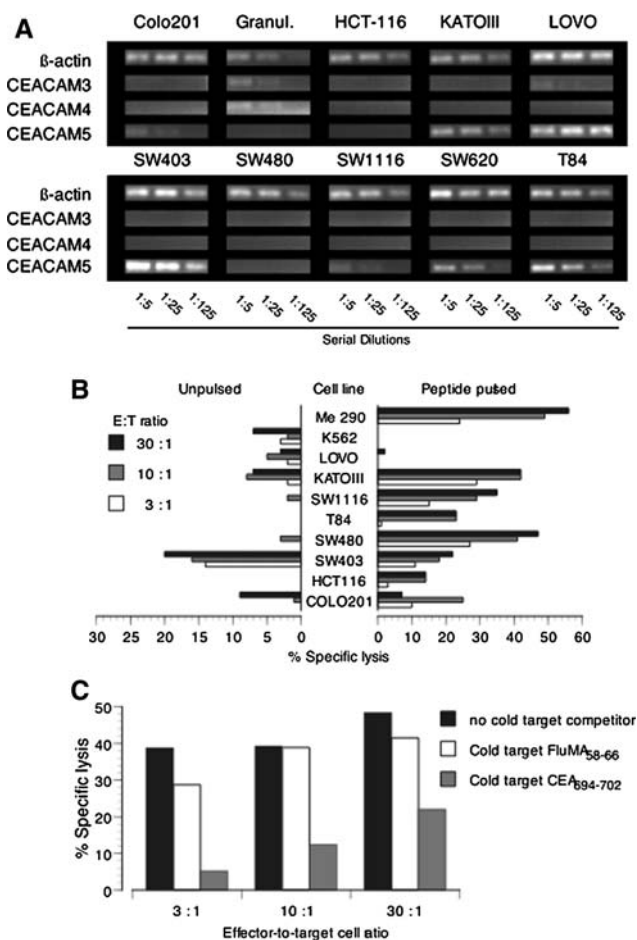 A
Colo201 Granul. HCT-116 KATOIII LOVO
ß-actin
CEACAM3
CEACAM4
CEACAM5
SW403 SW480 SW1116 SW620 T84
ß-actin
CEACAM3
CEACAM4
CEACAM5
1:5 1:25 1:125 1:5 1:25 1:125 1:5 1:25 1:125 1:5 1:25 1:125 1:5 1:25 1:125
Serial Dilutions
B
Unpulsed Cell line Peptide pulsed
E:T ratio
30 :1
10 :1
3 :1
Me 290
K562
LOVO
KATOIII
SW1116
T84
SW480
SW403
HCT116
COLO201
30 25 20 15 10 5 0 0 10 20 30 40 50 60
% Specific lysis
C
% Specific lysis
50
40
30
20
10
0
no cold target competitor
Cold target FluMA58-66
Cold target CEA694-702
3 :1 10 :1 30 :1
Effector-to-target cell ratio